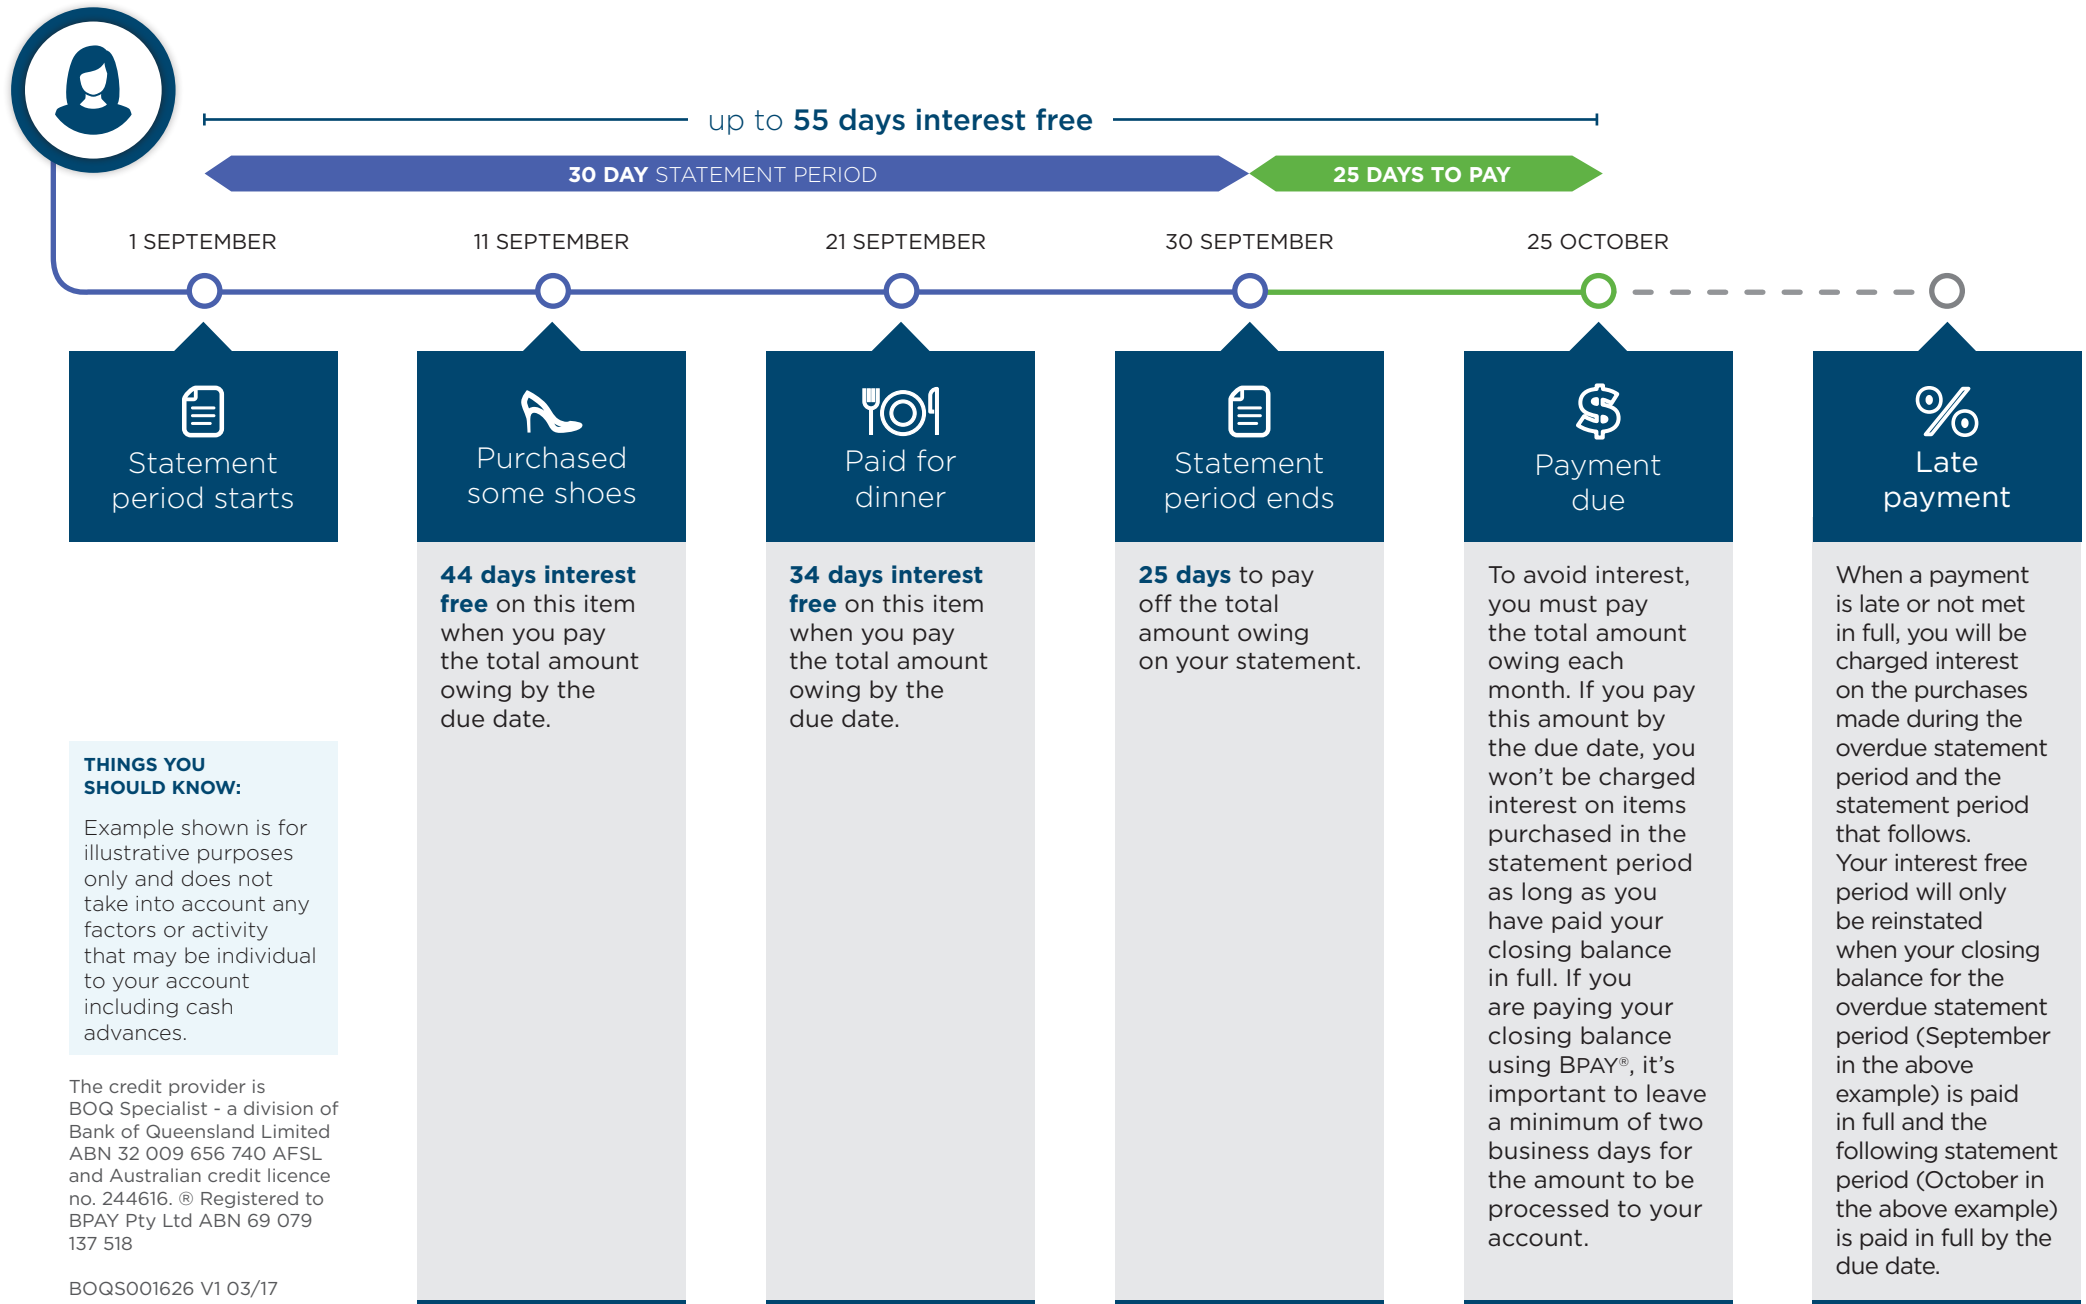 up to 55 days interest free
30 DAY STATEMENT PERIOD
25 DAYS TO PAY
1 SEPTEMBER
11 SEPTEMBER
21 SEPTEMBER
30 SEPTEMBER
25 OCTOBER
Statement
period starts
Purchased
some shoes
44 days interest
free on this item
when you pay
the total amount
owing by the
due date.
Paid for
dinner
34 days interest
free on this item
when you pay
the total amount
owing by the
due date.
Statement
period ends
25 days to pay
off the total
amount owing
on your statement.
Payment
due
To avoid interest,
you must pay
the total amount
owing each
month. If you pay
this amount by
the due date, you
won't be charged
interest on items
purchased in the
statement period
as long as you
have paid your
closing balance
in full. If you
are paying your
closing balance
using BPAY®, it's
important to leave
a minimum of two
business days for
the amount to be
processed to your
account.
Late
payment
When a payment
is late or not met
in full, you will be
charged interest
on the purchases
made during the
overdue statement
period and the
statement period
that follows.
Your interest free
period will only
be reinstated
when your closing
balance for the
overdue statement
period (September
in the above
example) is paid
in full and the
following statement
period (October in
the above example)
is paid in full by the
due date.
THINGS YOU
SHOULD KNOW:
Example shown is for
illustrative purposes
only and does not
take into account any
factors or activity
that may be individual
to your account
including cash
advances.
The credit provider is
BOQ Specialist - a division of
Bank of Queensland Limited
ABN 32 009 656 740 AFSL
and Australian credit licence
no. 244616. ® Registered to
BPAY Pty Ltd ABN 69 079
137 518
BOQS001626 V1 03/17